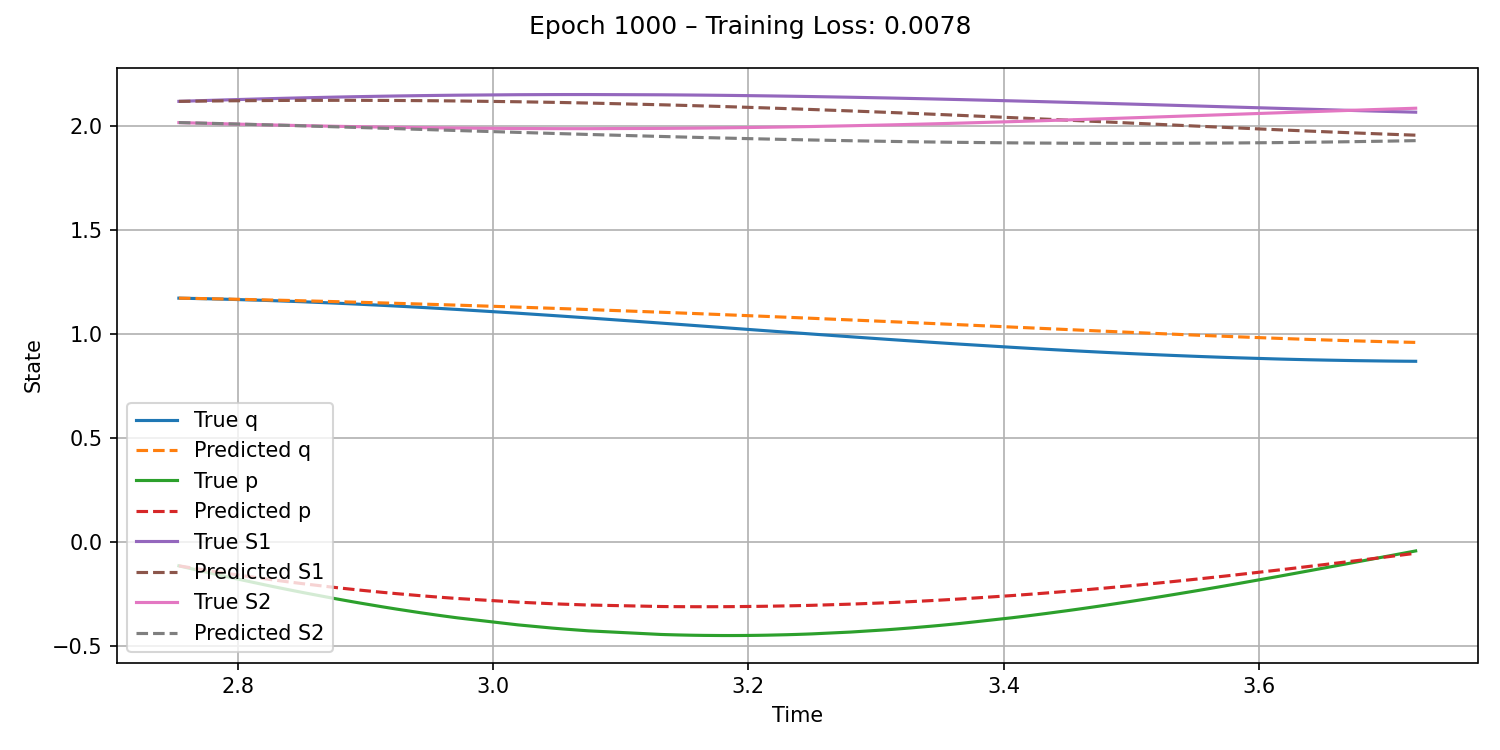 Epoch 1000 – Training Loss: 0.0078
2.0
1.5
1.0
0.5
0.0
−0.5
State
True q
Predicted q
True p
Predicted p
True S1
Predicted S1
True S2
Predicted S2
2.8 3.0 3.2 3.4 3.6
Time